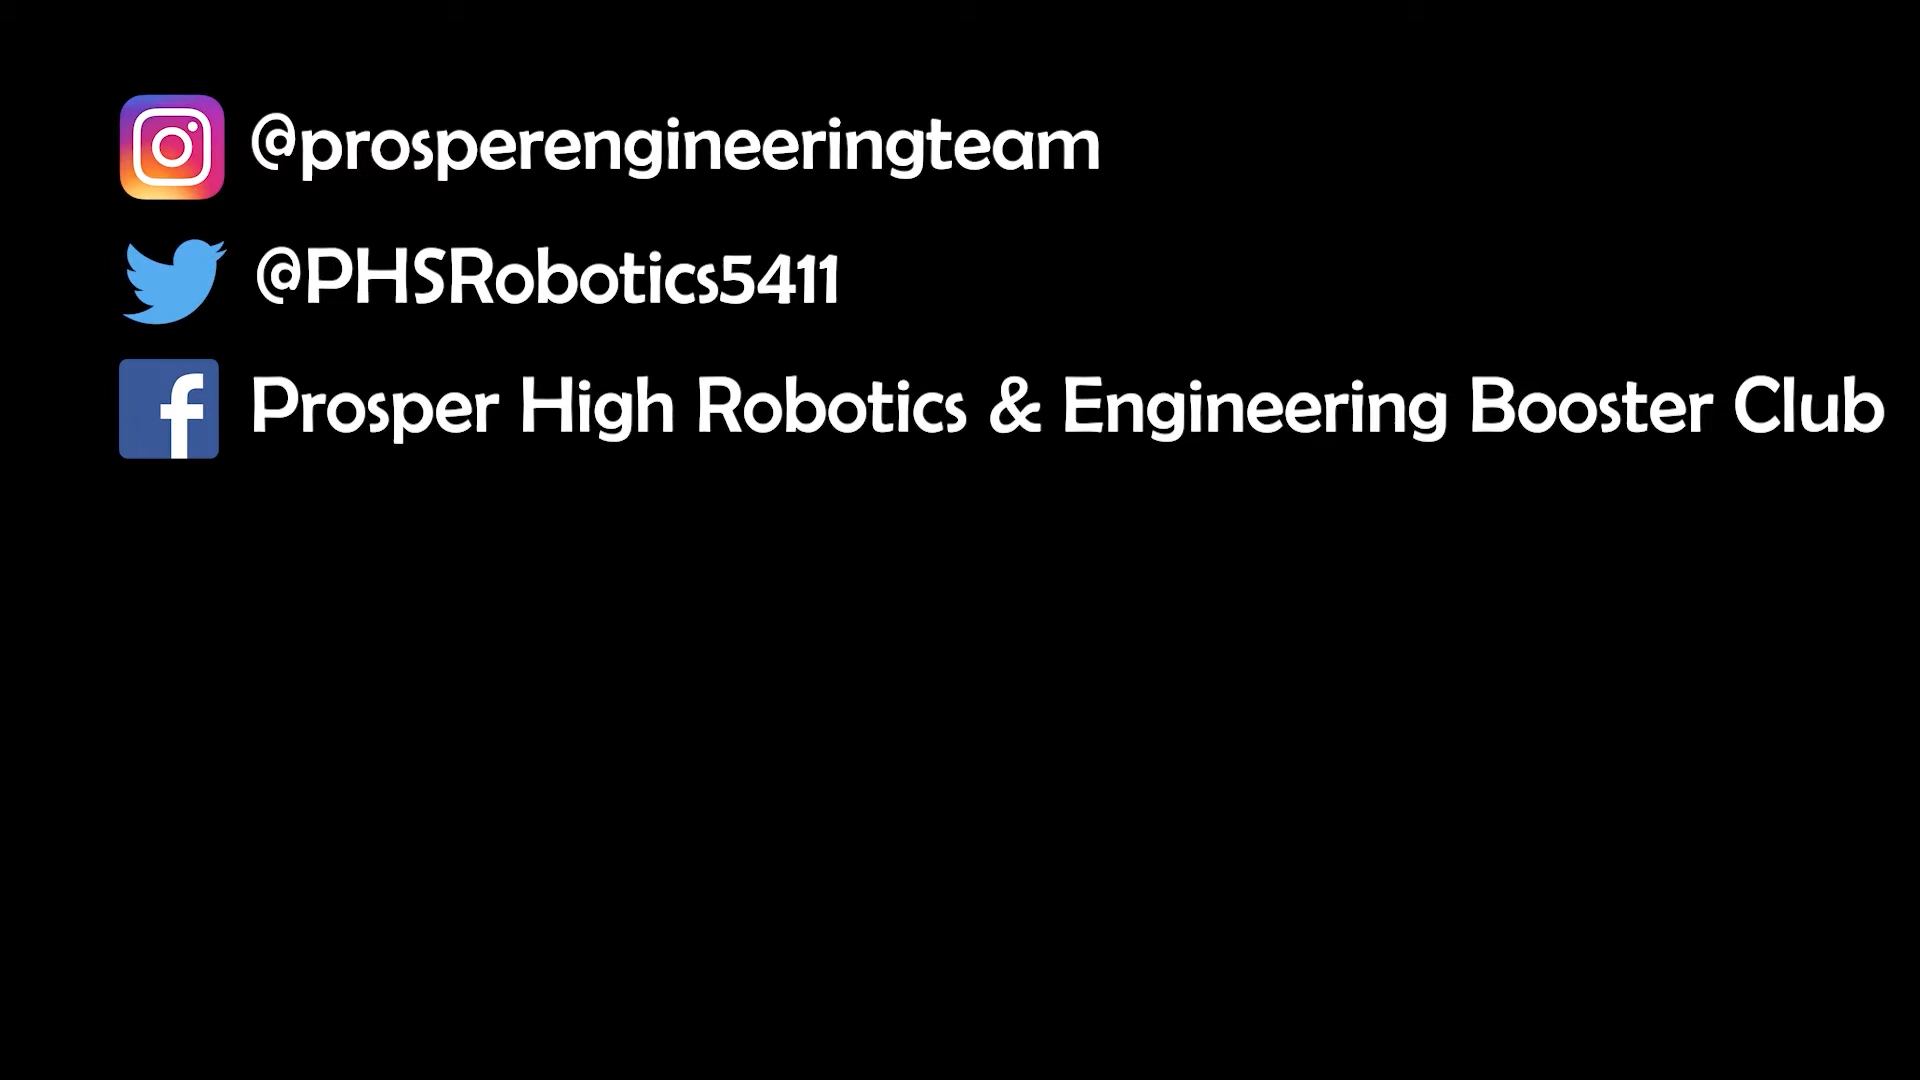 @prosperengineeringteam
@PHSRobotics5411
Prosper High Robotics & Engineering Booster Club